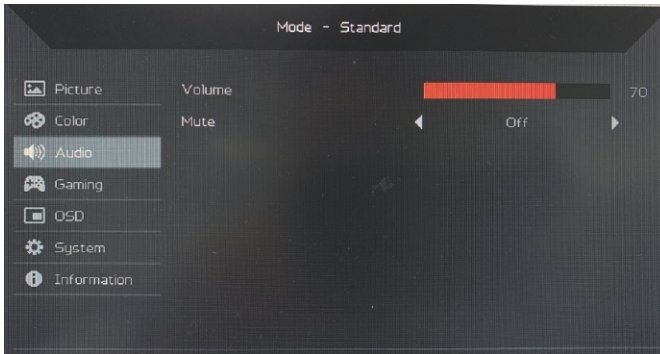 Mode - Standard
Picture
Volume
70
Color
Mute
Off
Audio
Gaming
OSD
System
Information